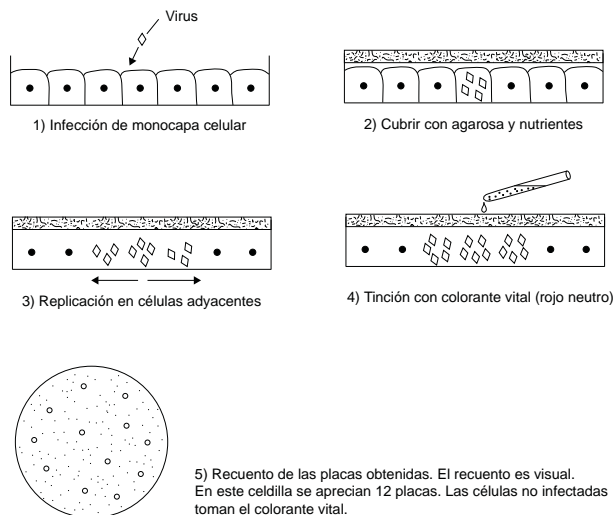 Virus
1) Infección de monocapa celular
2) Cubrir con agarosa y nutrientes
3) Replicación en células adyacentes
4) Tinción con colorante vital (rojo neutro)
5) Recuento de las placas obtenidas. El recuento es visual.
En este celdilla se aprecian 12 placas. Las células no infectadas
toman el colorante vital.